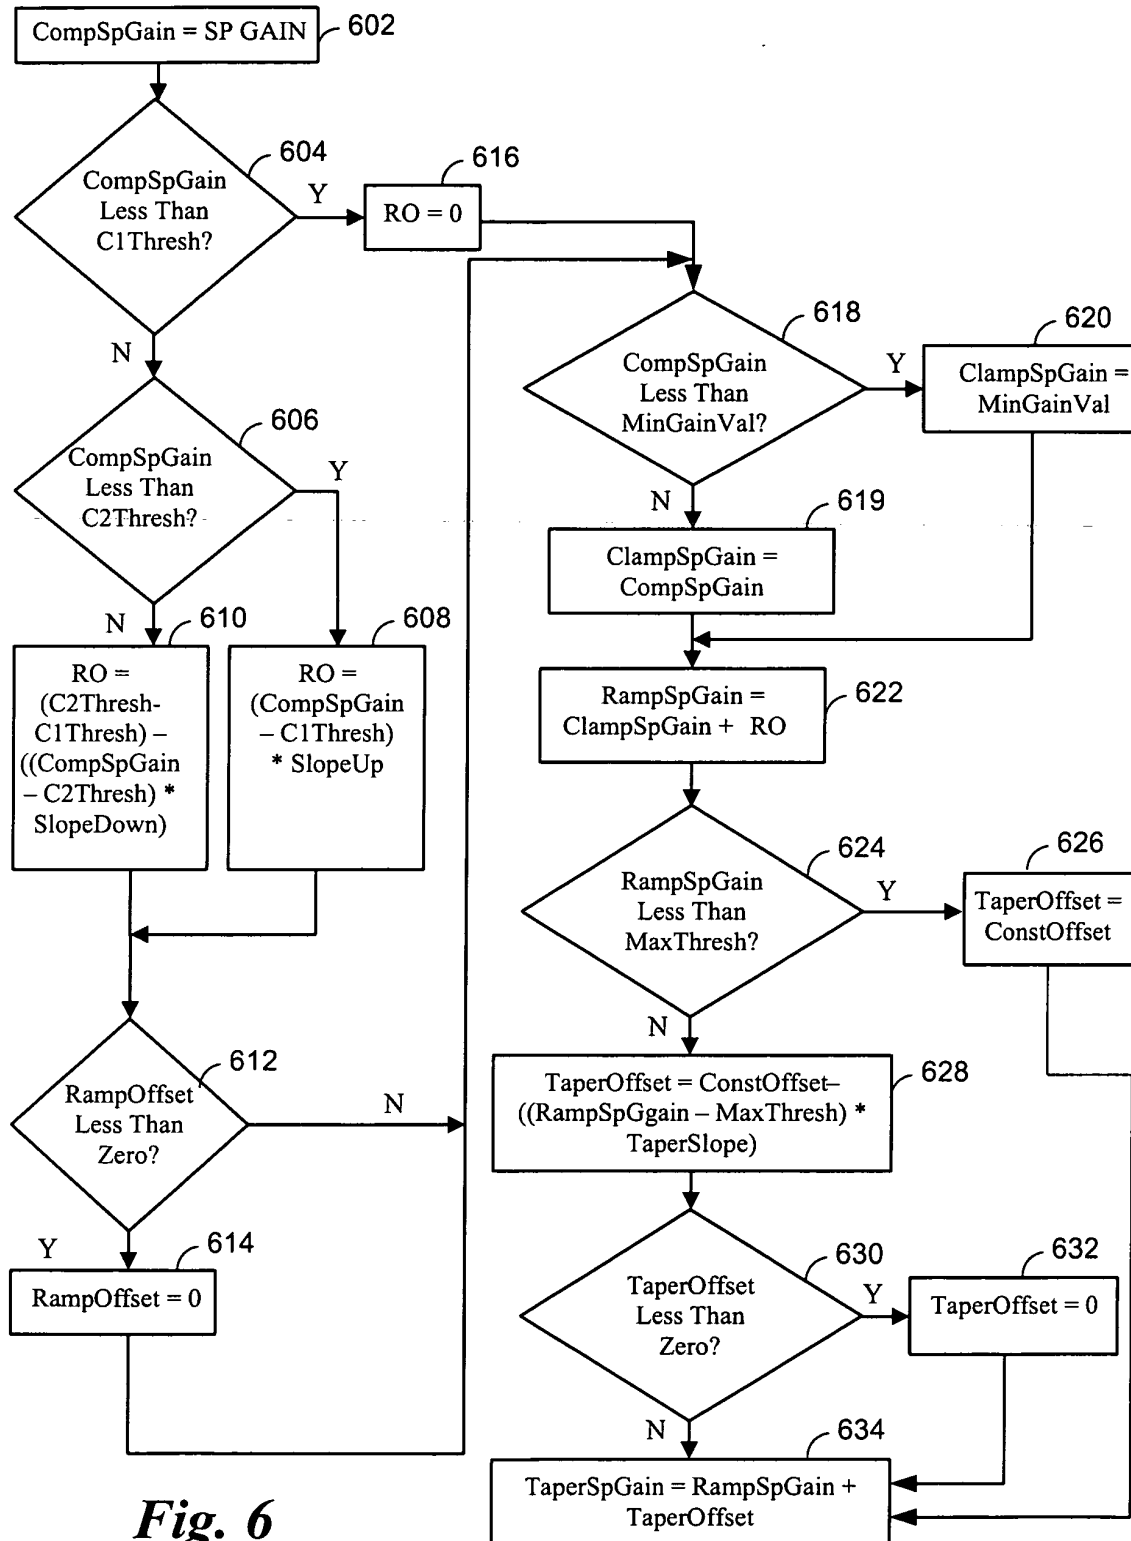 CompSpGain = SP GAIN
602
604
CompSpGain
Less Than
C1Thresh?
Y
616
RO = 0
N
606
CompSpGain
Less Than
C2Thresh?
Y
N
610
RO =
(C2Thresh-
C1Thresh) –
((CompSpGain
– C2Thresh) *
SlopeDown)
608
RO =
(CompSpGain
– C1Thresh)
* SlopeUp
612
RampOffset
Less Than
Zero?
N
Y
614
RampOffset = 0
618
CompSpGain
Less Than
MinGainVal?
Y
620
ClampSpGain =
MinGainVal
N
619
ClampSpGain =
CompSpGain
RampSpGain =
ClampSpGain + RO
622
624
RampSpGain
Less Than
MaxThresh?
Y
626
TaperOffset =
ConstOffset
N
TaperOffset = ConstOffset–
((RampSpGgain – MaxThresh) *
TaperSlope)
628
630
TaperOffset
Less Than
Zero?
Y
632
TaperOffset = 0
N
634
TaperSpGain = RampSpGain +
TaperOffset
Fig. 6